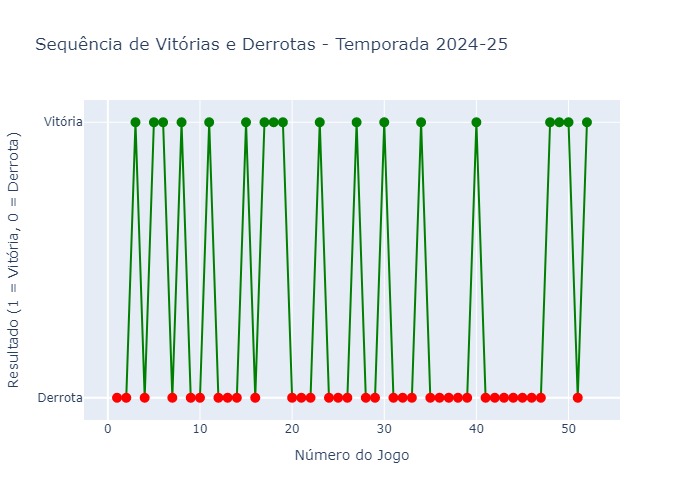 Sequência de Vitórias e Derrotas - Temporada 2024-25
Resultado (1 = Vitória, 0 = Derrota)
Vitória
Derrota
0 10 20 30 40 50
Número do Jogo